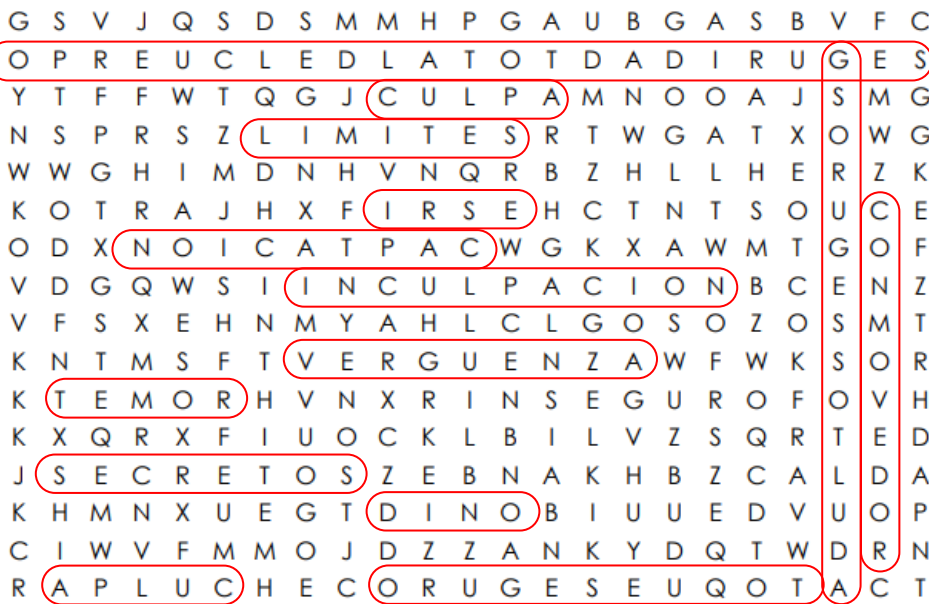 G S V J Q S D S M M H P G A U B G A S B V F C
O P R E U C L E D L A T O T D A D I R U G E S
Y T F F W T Q G J C U L P A M N O O A J S M G
N S P R S Z L I M I T E S R T W G A T X O W G
W W G H I M D N H V N Q R B Z H L L H E R Z K
K O T R A J H X F I R S E H C T N T S O U C E
O D X N O I C A T P A C W G K X A W M T G O F
V D G Q W S I I N C U L P A C I O N B C E N Z
V F S X E H N M Y A H L C L G O S O Z O S M T
K N T M S F T V E R G U E N Z A W F W K S O R
K T E M O R H V N X R I N S E G U R O F O V H
K X Q R X F I U O C K L B I L V Z S Q R T E D
J S E C R E T O S Z E B N A K H B Z C A L D A
K H M N X U E G T D I N O B I U U E D V U O P
C I W V F M M O J D Z Z A N K Y D Q T W D R N
R A P L U C H E C O R U G E S E U Q O T A C T